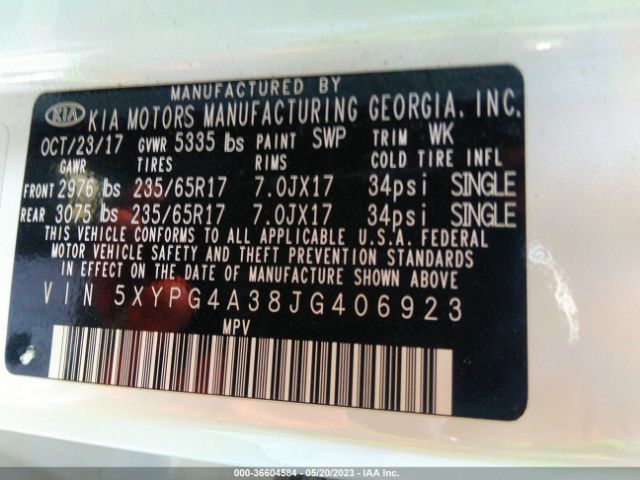 MANUFACTURED BY
KIA KIA MOTORS MANUFACTURING GEORGIA, INC.
OCT/23/17 GVWR 5335 lbs PAINT SWP TRIM WK
GAWR TIRES RIMS COLD TIRE INFL
FRONT 2976 lbs 235/65R17 7.0JX17 34psi SINGLE
REAR 3075 lbs 235/65R17 7.0JX17 34psi SINGLE
THIS VEHICLE CONFORMS TO ALL APPLICABLE U.S.A. FEDERAL
MOTOR VEHICLE SAFETY AND THEFT PREVENTION STANDARDS
IN EFFECT ON THE DATE OF MANUFACTURE SHOWN ABOVE
VIN 5XYPG4A38JG406923
MPV
000-36604584 - 05/20/2023 - IAA Inc.